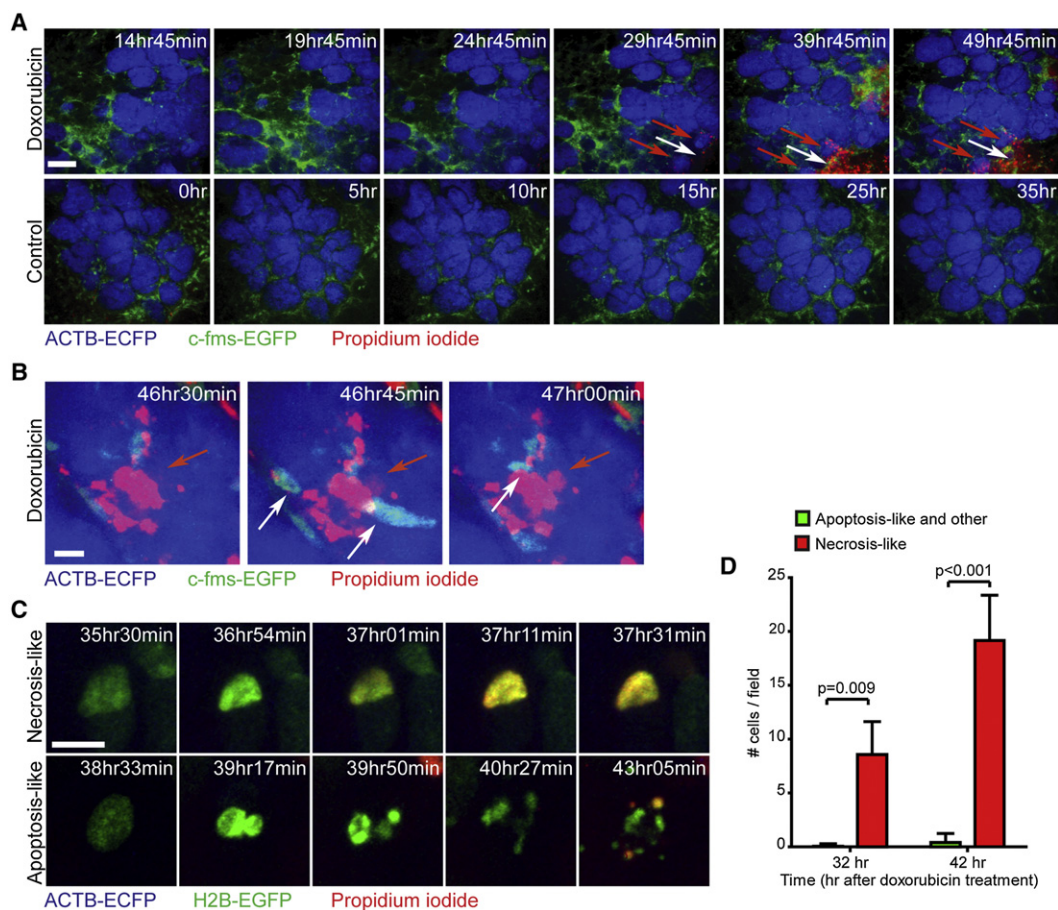 A
Doxorubicin
14hr45min 19hr45min 24hr45min 29hr45min 39hr45min 49hr45min
Control
0hr 5hr 10hr 15hr 25hr 35hr
ACTB-ECFP c-fms-EGFP Propidium iodide
B
Doxorubicin
46hr30min 46hr45min 47hr00min
ACTB-ECFP c-fms-EGFP Propidium iodide
C
Necrosis-like
35hr30min 36hr54min 37hr01min 37hr11min 37hr31min
Apoptosis-like
38hr33min 39hr17min 39hr50min 40hr27min 43hr05min
ACTB-ECFP H2B-EGFP Propidium iodide
Apoptosis-like and other
Necrosis-like
D
# cells / field
25
20
15
10
5
0
p=0.009
p<0.001
32 hr 42 hr
Time (hr after doxorubicin treatment)